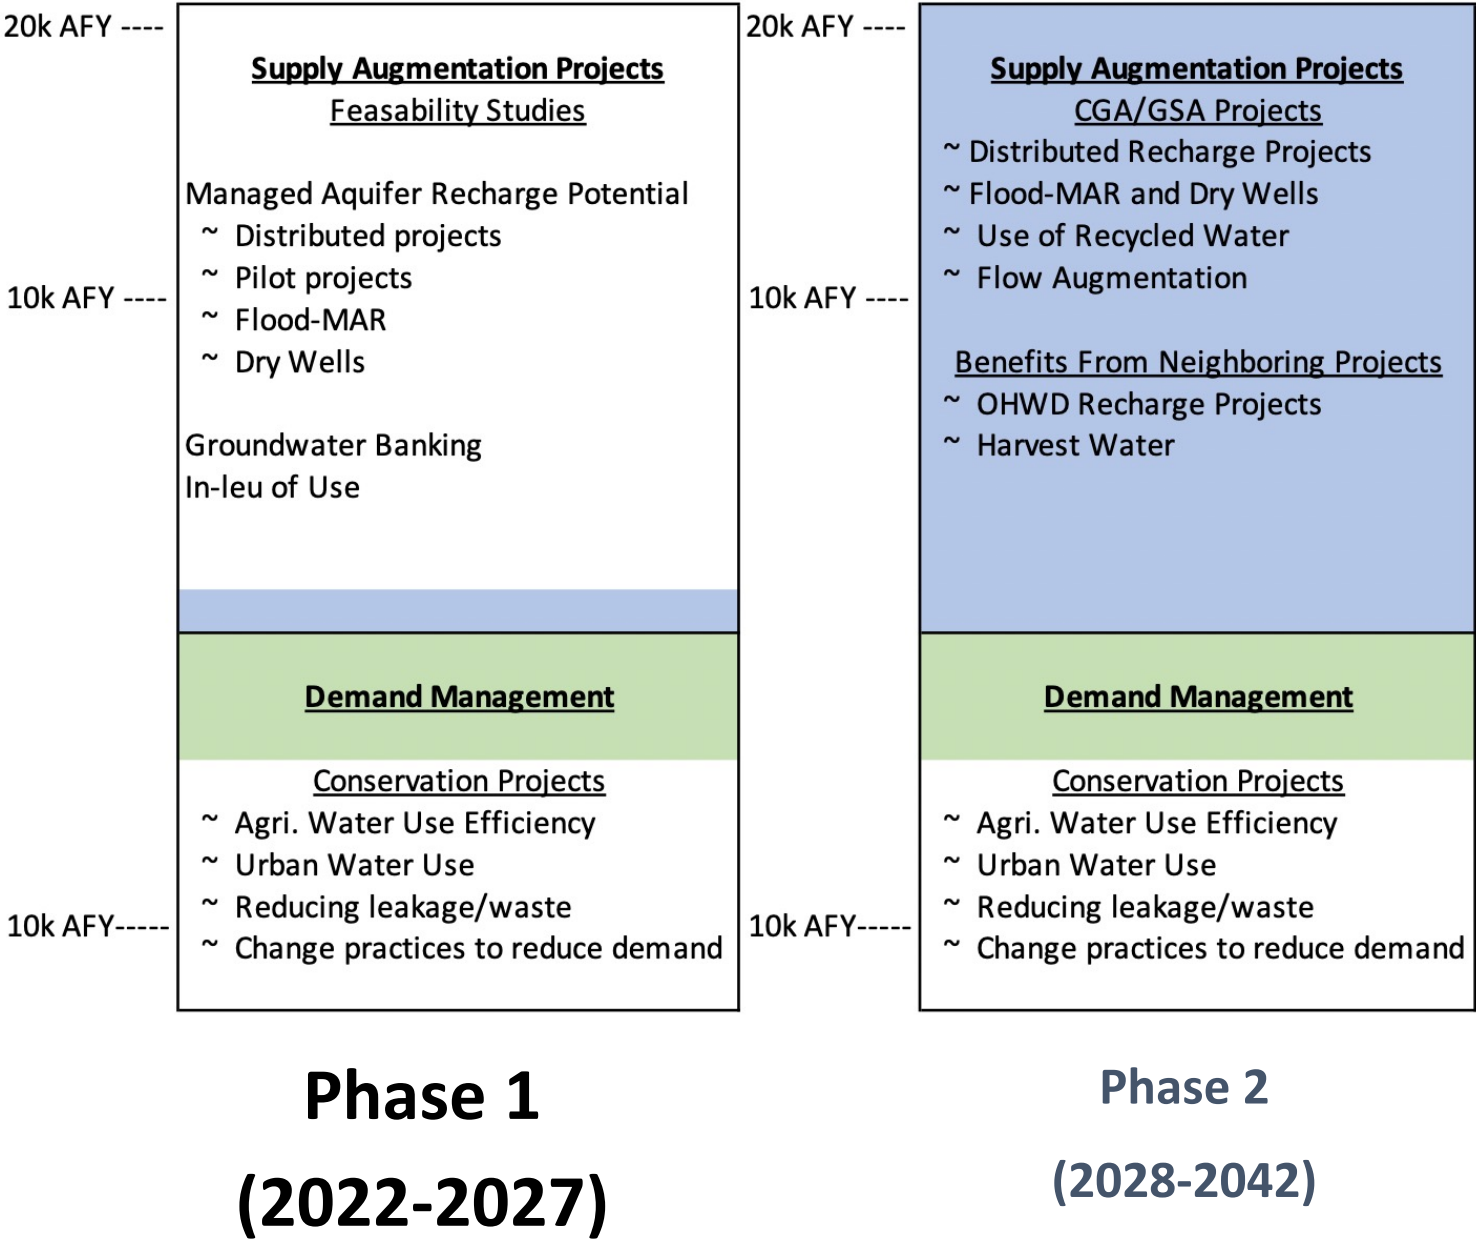 20k AFY ----
Supply Augmentation Projects
Feasability Studies
Managed Aquifer Recharge Potential
~ Distributed projects
10k AFY ----
~ Pilot projects
~ Flood-MAR
~ Dry Wells
Groundwater Banking
In-leu of Use
Demand Management
Conservation Projects
~ Agri. Water Use Efficiency
~ Urban Water Use
~ Reducing leakage/waste
10k AFY-----
~ Change practices to reduce demand
Phase 1
(2022-2027)
20k AFY ----
Supply Augmentation Projects
CGA/GSA Projects
~ Distributed Recharge Projects
~ Flood-MAR and Dry Wells
~ Use of Recycled Water
~ Flow Augmentation
10k AFY ----
Benefits From Neighboring Projects
~ OHWD Recharge Projects
~ Harvest Water
Demand Management
Conservation Projects
~ Agri. Water Use Efficiency
~ Urban Water Use
~ Reducing leakage/waste
10k AFY-----
~ Change practices to reduce demand
Phase 2
(2028-2042)